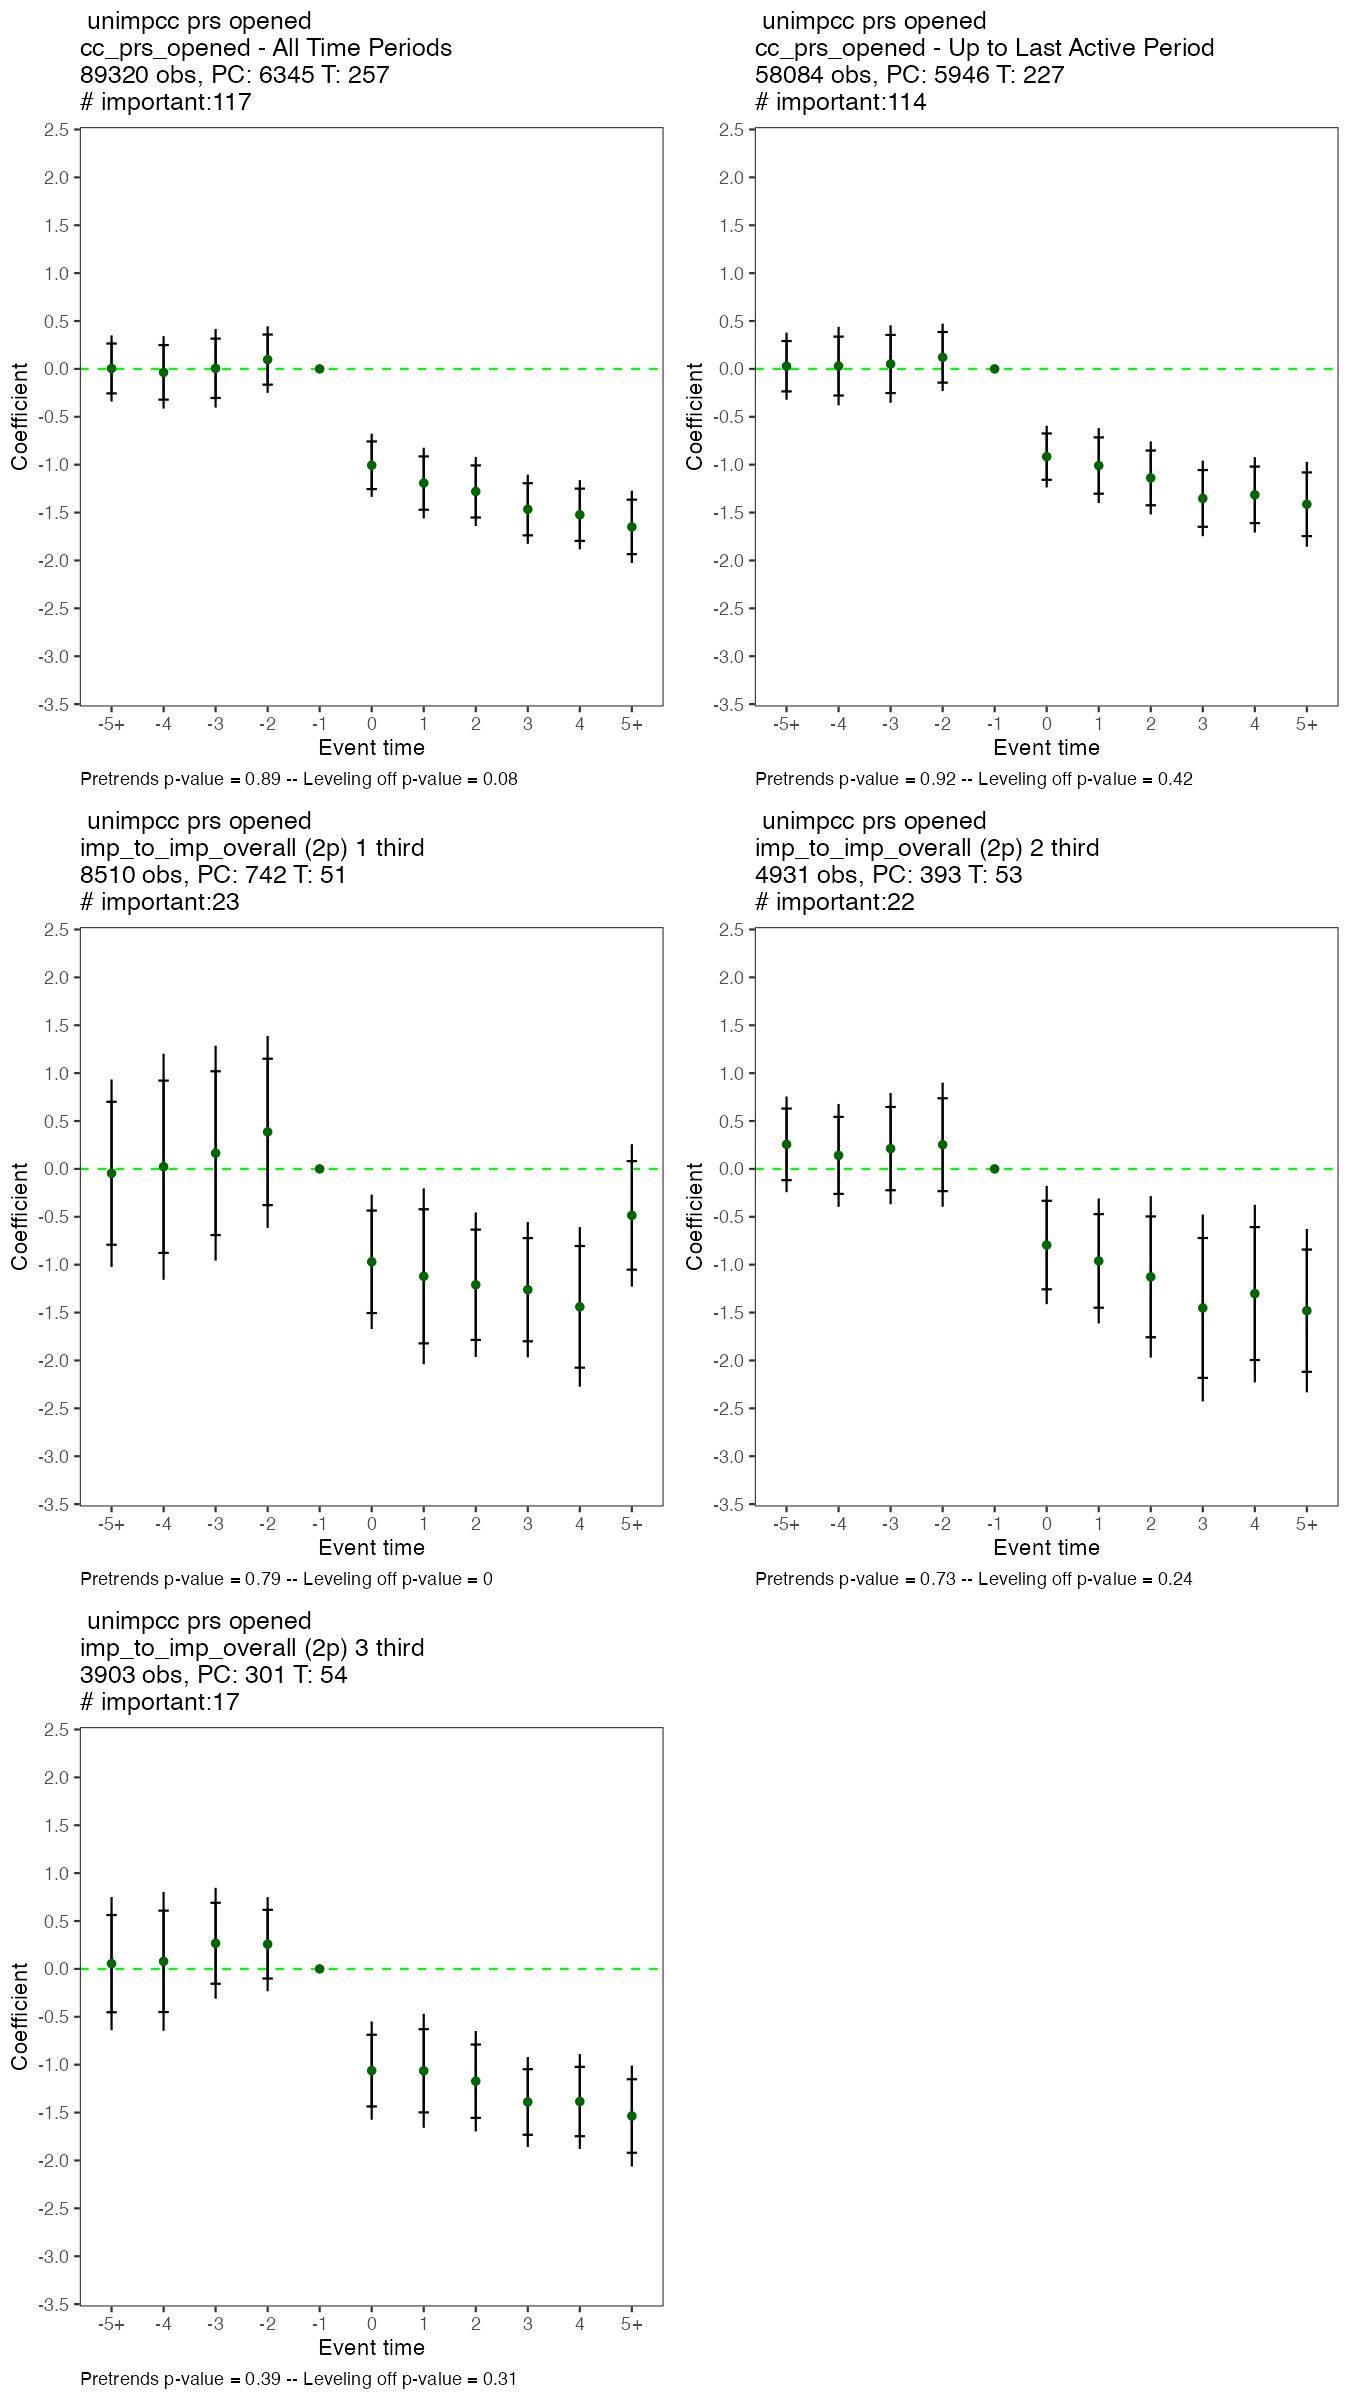 unimpcc prs opened
cc_prs_opened - All Time Periods
89320 obs, PC: 6345 T: 257
# important:117
2.5
2.0
1.5
1.0
0.5
0.0
-0.5
-1.0
-1.5
-2.0
-2.5
-3.0
-3.5
Coefficient
-5+ -4 -3 -2 -1 0 1 2 3 4 5+
Event time
Pretrends p-value = 0.89 -- Leveling off p-value = 0.08
unimpcc prs opened
cc_prs_opened - Up to Last Active Period
58084 obs, PC: 5946 T: 227
# important:114
2.5
2.0
1.5
1.0
0.5
0.0
-0.5
-1.0
-1.5
-2.0
-2.5
-3.0
-3.5
Coefficient
-5+ -4 -3 -2 -1 0 1 2 3 4 5+
Event time
Pretrends p-value = 0.92 -- Leveling off p-value = 0.42
unimpcc prs opened
imp_to_imp_overall (2p) 1 third
8510 obs, PC: 742 T: 51
# important:23
2.5
2.0
1.5
1.0
0.5
0.0
-0.5
-1.0
-1.5
-2.0
-2.5
-3.0
-3.5
Coefficient
-5+ -4 -3 -2 -1 0 1 2 3 4 5+
Event time
Pretrends p-value = 0.79 -- Leveling off p-value = 0
unimpcc prs opened
imp_to_imp_overall (2p) 2 third
4931 obs, PC: 393 T: 53
# important:22
2.5
2.0
1.5
1.0
0.5
0.0
-0.5
-1.0
-1.5
-2.0
-2.5
-3.0
-3.5
Coefficient
-5+ -4 -3 -2 -1 0 1 2 3 4 5+
Event time
Pretrends p-value = 0.73 -- Leveling off p-value = 0.24
unimpcc prs opened
imp_to_imp_overall (2p) 3 third
3903 obs, PC: 301 T: 54
# important:17
2.5
2.0
1.5
1.0
0.5
0.0
-0.5
-1.0
-1.5
-2.0
-2.5
-3.0
-3.5
Coefficient
-5+ -4 -3 -2 -1 0 1 2 3 4 5+
Event time
Pretrends p-value = 0.39 -- Leveling off p-value = 0.31